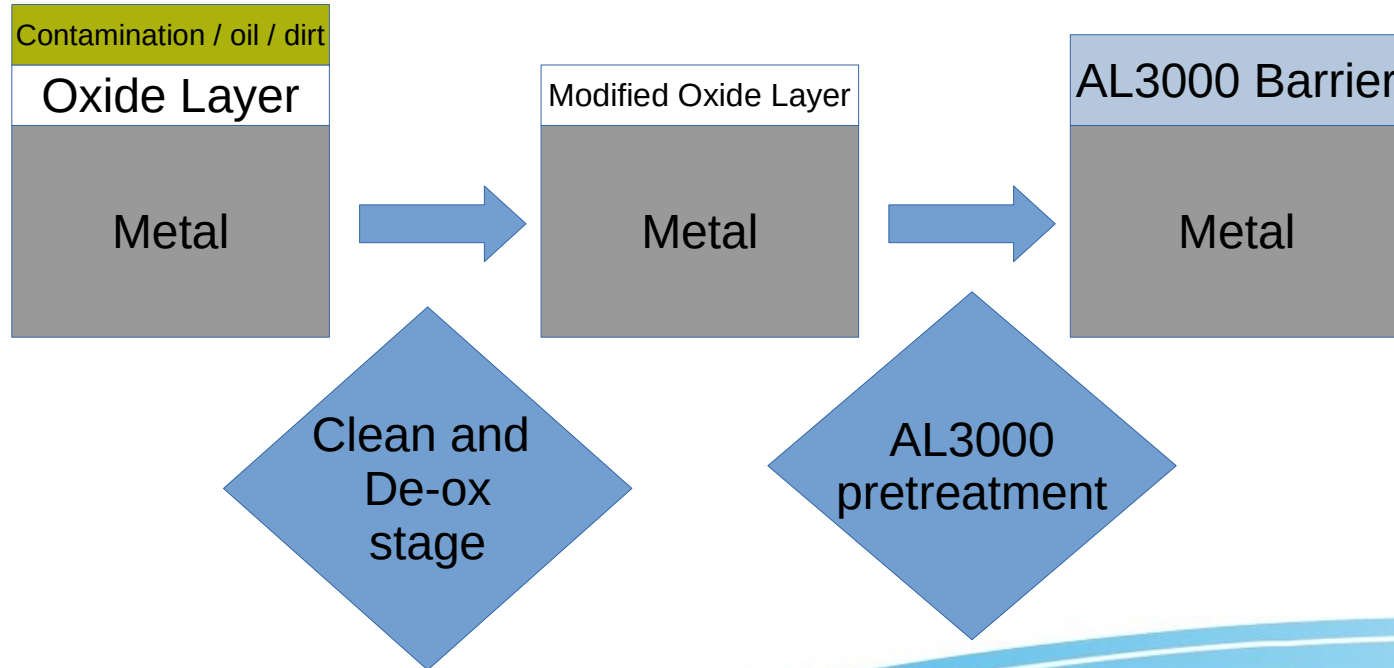 Contamination / oil / dirt
Oxide Layer
Metal
Modified Oxide Layer
Metal
AL3000 Barrier
Metal
Clean and
De-ox
stage
AL3000
pretreatment